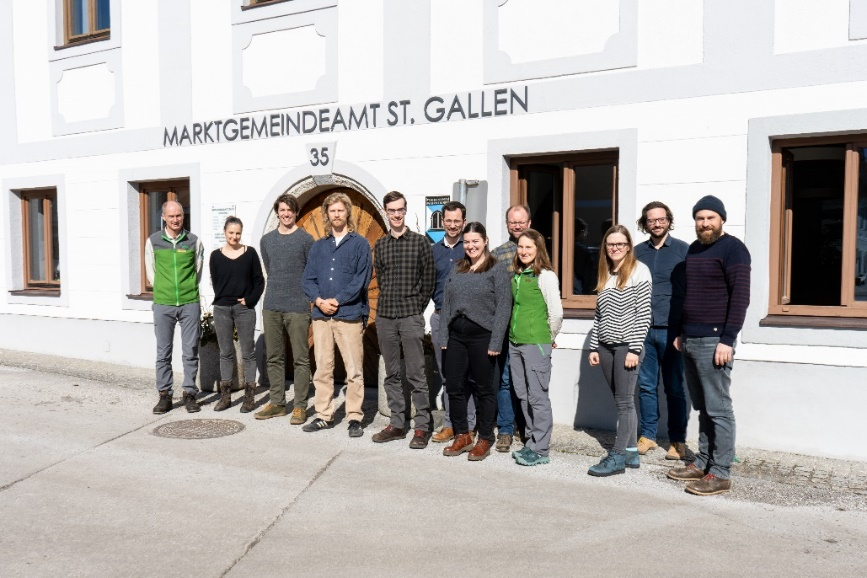 MARKTGEMEINDEAMT ST. GALLEN
35